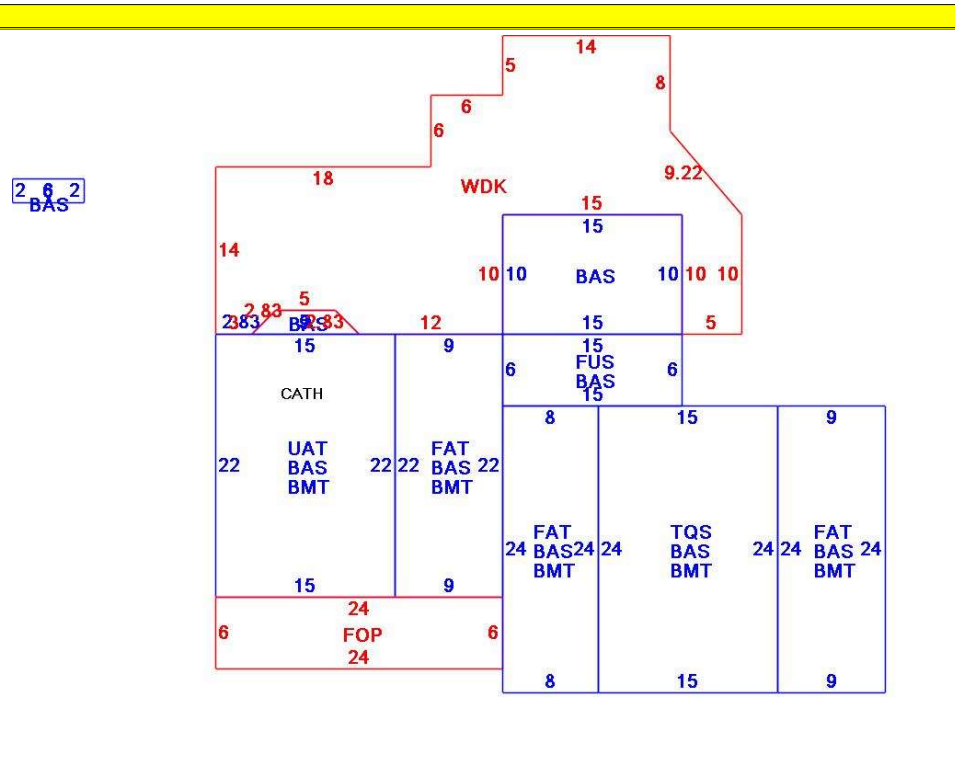 14
5
8
6
6
18
9.22
WDK
2 6 2
BAS
15
15
14
10 10 BAS 10 10 10
5
2.83
2.83 BAS 2.83
12
15
5
15
9
15
FUS
6 6
BAS
15
CATH
8
15
9
UAT
FAT
22 BAS 22 22 BAS 22
BMT
BMT
FAT
TQS
FAT
24 BAS 24 24 BAS 24 24 BAS 24
BMT
BMT
BMT
15
9
24
6 FOP 6
24
8
15
9